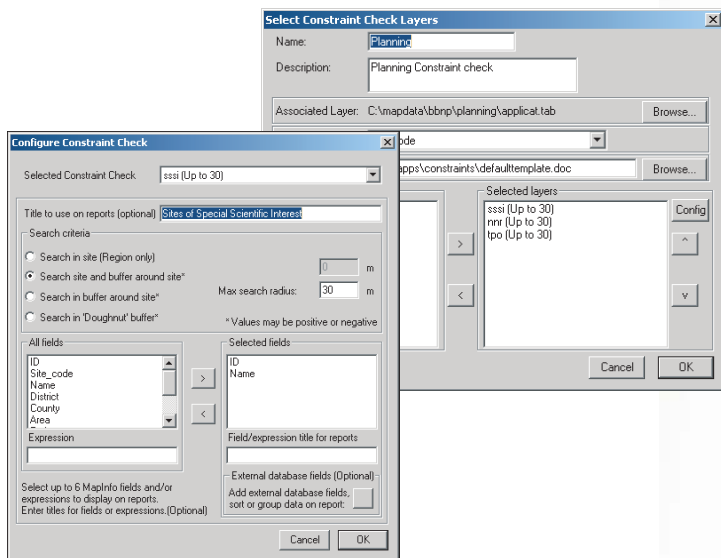 Select Constraint Check Layers
Name: Planning
Description: Planning Constraint check
Associated Layer: C:\mapdata\bbnp\planning\applicat.tab Browse...
apps\constraints\defaulttemplate.doc Browse...
Selected layers
sssi (Up to 30)
nnr (Up to 30)
tpo (Up to 30)
Config
>
<
^
v
Cancel OK
Configure Constraint Check
Selected Constraint Check sssi (Up to 30)
Title to use on reports (optional) Sites of Special Scientific Interest
Search criteria
Search in site (Region only)
Search site and buffer around site*
Search in buffer around site*
Search in 'Doughnut' buffer*
0 m
Max search radius: 30 m
* Values may be positive or negative
All fields
ID
Site_code
Name
District
County
Area
>
<
Selected fields
ID
Name
Expression
Field/expression title for reports
Select up to 6 MapInfo fields and/or
expressions to display on reports.
Enter titles for fields or expressions.(Optional)
External database fields (Optional)
Add external database fields,
sort or group data on report:
Cancel OK